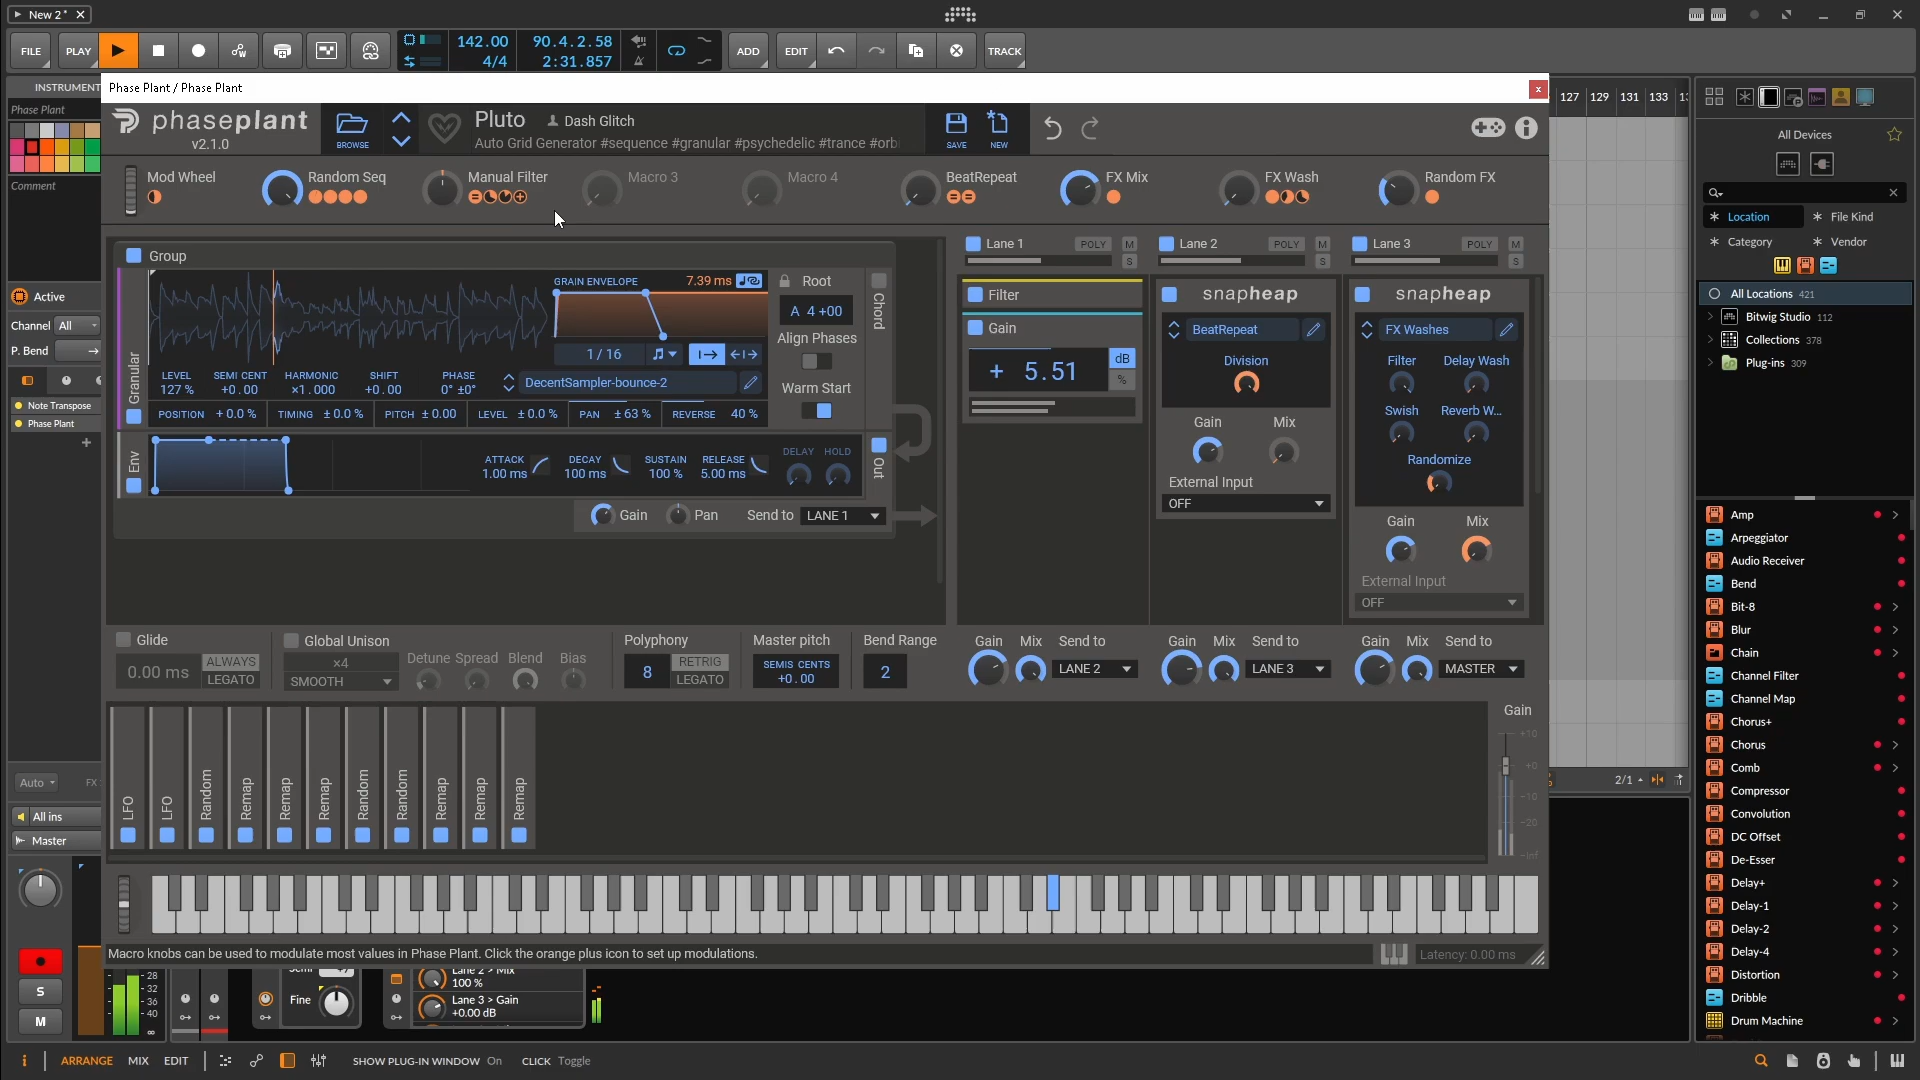 New 2*
FILE PLAY 142.00 4/4 90.4.2.58 2:31.857 ADD EDIT TRACK
INSTRUMENT
Phase Plant / Phase Plant
Phase Plant
Comment
Active
Channel All
P. Bend
Note Transpose
Phase Plant
Auto FX
All ins
Master
S
M
phaseplant
v2.1.0
BROWSE
Pluto Dash Glitch
Auto Grid Generator #sequence #granular #psychedelic #trance #orbi
SAVE NEW
Mod Wheel Random Seq Manual Filter Macro 3 Macro 4 BeatRepeat FX Mix FX Wash Random FX
Group
Granular
GRAIN ENVELOPE 7.39 ms
1 / 16
LEVEL 127 % SEMI CENT +0.00 HARMONIC ×1.000 SHIFT +0.00 PHASE 0° ±0° DecentSampler-bounce-2
POSITION +0.0 % TIMING ±0.0 % PITCH ±0.00 LEVEL ±0.0 % PAN ±63 % REVERSE 40 %
Root
A 4 +00
Align Phases
Warm Start
Chord
Env
ATTACK 1.00 ms DECAY 100 ms SUSTAIN 100 % RELEASE 5.00 ms DELAY HOLD
Out
Gain Pan Send to LANE 1
Lane 1 POLY M S
Filter
Gain
+ 5.51 dB %
Lane 2 POLY M S
snapheap
BeatRepeat
Division
Gain Mix
External Input
OFF
Lane 3 POLY M S
snapheap
FX Washes
Filter Delay Wash
Swish Reverb W...
Randomize
Gain Mix
External Input
OFF
Glide
0.00 ms ALWAYS LEGATO
Global Unison
×4
SMOOTH
Detune Spread Blend Bias
Polyphony
8 RETRIG LEGATO
Master pitch
SEMIS CENTS
+0.00
Bend Range
2
Gain Mix Send to LANE 2
Gain Mix Send to LANE 3
Gain Mix Send to MASTER
LFO LFO Random Remap Remap Remap Random Random Remap Remap Remap
Gain
+10
+0
-10
-20
-inf
Macro knobs can be used to modulate most values in Phase Plant. Click the orange plus icon to set up modulations.
Latency: 0.00 ms
28
32
36
40
∞
Fine
Lane 2 > Mix
100 %
Lane 3 > Gain
+0.00 dB
ARRANGE MIX EDIT SHOW PLUG-IN WINDOW On CLICK Toggle
127 129 131 133
2/1
All Devices
Location File Kind
Category Vendor
All Locations 421
Bitwig Studio 112
Collections 378
Plug-ins 309
Amp
Arpeggiator
Audio Receiver
Bend
Bit-8
Blur
Chain
Channel Filter
Channel Map
Chorus+
Chorus
Comb
Compressor
Convolution
DC Offset
De-Esser
Delay+
Delay-1
Delay-2
Delay-4
Distortion
Dribble
Drum Machine